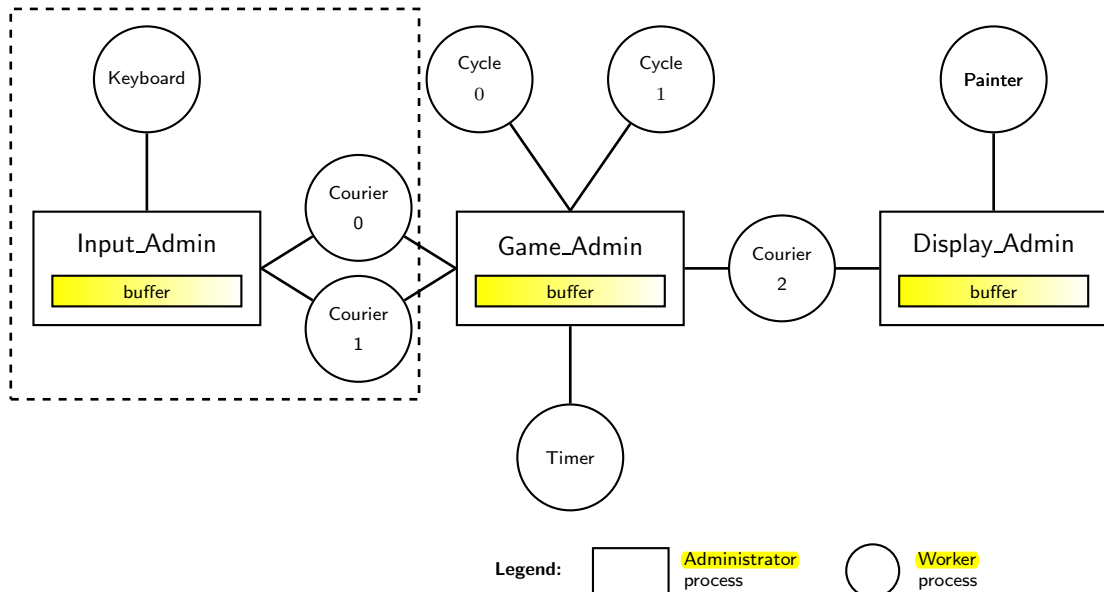 Keyboard
Cycle
0
Cycle
1
Painter
Courier
0
Input_Admin
buffer
Courier
1
Game_Admin
buffer
Courier
2
Display_Admin
buffer
Timer
Legend:
Administrator
process
Worker
process